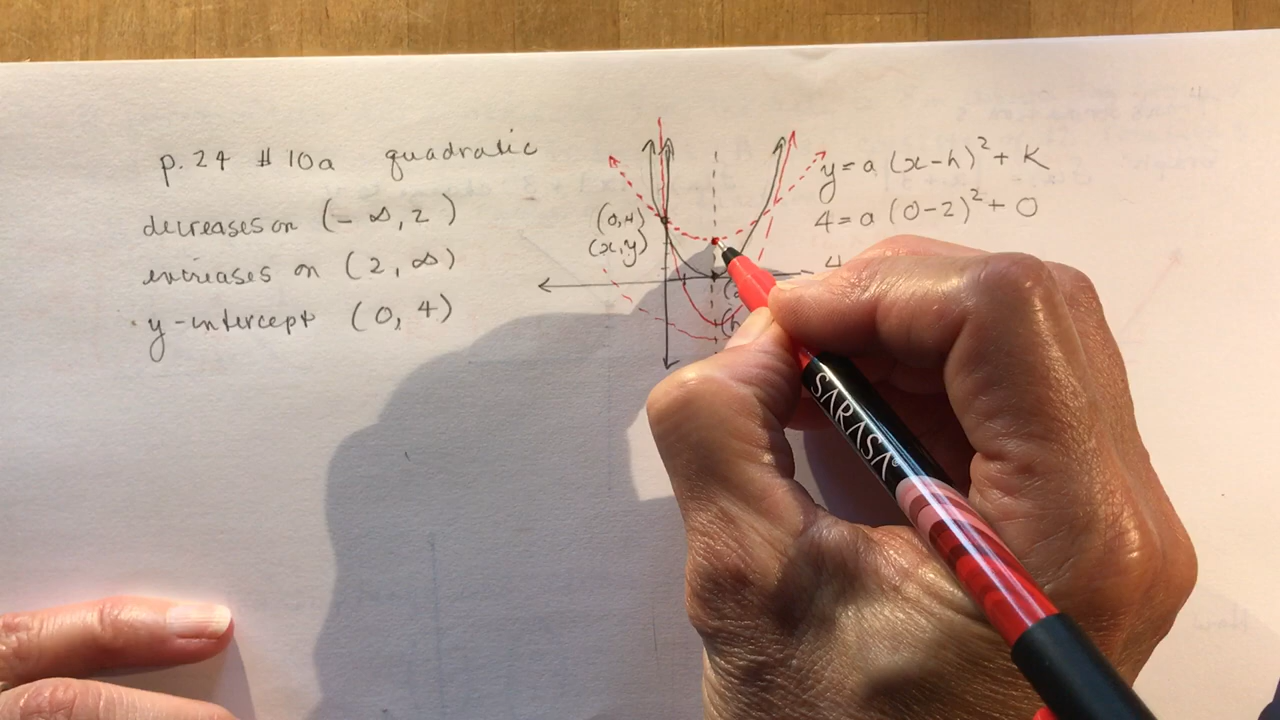 p. 24 # 10a quadratic
decreases on (-∞, 2)
increases on (2, ∞)
y-intercept (0, 4)
(0, 4)
(x, y)
y = a (x-h)² + K
4 = a (0-2)² + 0
4
(h
SARASA